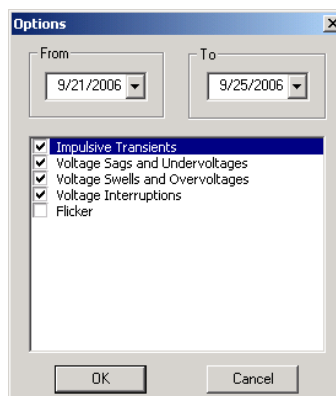 Options
From
To
9/21/2006
9/25/2006
Impulsive Transients
Voltage Sags and Undervoltages
Voltage Swells and Overvoltages
Voltage Interruptions
Flicker
OK
Cancel